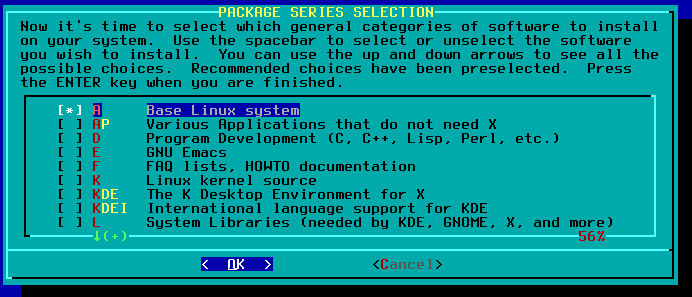 PACKAGE SERIES SELECTION
Now it's time to select which general categories of software to install
on your system.  Use the spacebar to select or unselect the software
you wish to install.  You can use the up and down arrows to see all the
possible choices.  Recommended choices have been preselected.  Press
the ENTER key when you are finished.
[*] A    Base Linux system
[ ] AP   Various Applications that do not need X
[ ] D    Program Development (C, C++, Lisp, Perl, etc.)
[ ] E    GNU Emacs
[ ] F    FAQ lists, HOWTO documentation
[ ] K    Linux kernel source
[ ] KDE  The K Desktop Environment for X
[ ] KDEI International language support for KDE
[ ] L    System Libraries (needed by KDE, GNOME, X, and more)
↓(+) 56%
< OK > <Cancel>